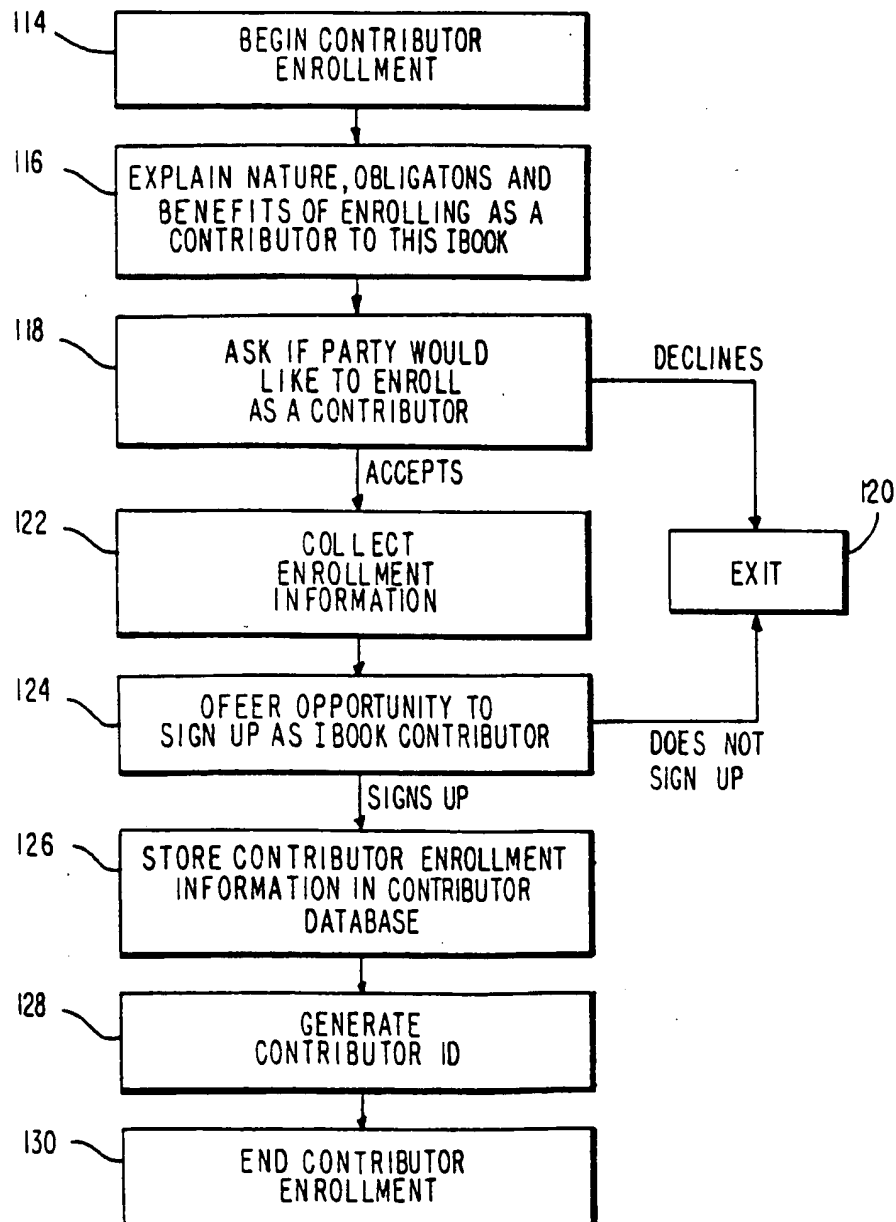 114
BEGIN CONTRIBUTOR
ENROLLMENT
116
EXPLAIN NATURE, OBLIGATONS AND
BENEFITS OF ENROLLING AS A
CONTRIBUTOR TO THIS IBOOK
118
ASK IF PARTY WOULD
LIKE TO ENROLL
AS A CONTRIBUTOR
DECLINES
ACCEPTS
120
EXIT
122
COLLECT
ENROLLMENT
INFORMATION
124
OFEER OPPORTUNITY TO
SIGN UP AS IBOOK CONTRIBUTOR
DOES NOT
SIGN UP
SIGNS UP
126
STORE CONTRIBUTOR ENROLLMENT
INFORMATION IN CONTRIBUTOR
DATABASE
128
GENERATE
CONTRIBUTOR ID
130
END CONTRIBUTOR
ENROLLMENT